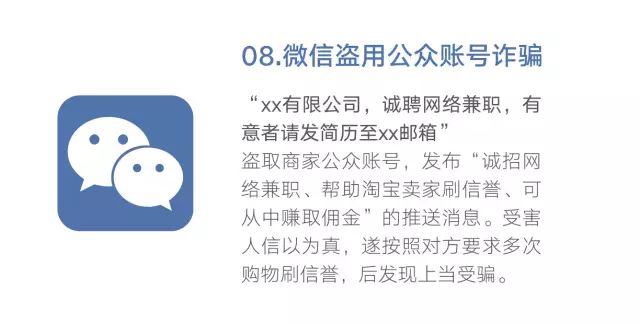 08.微信盗用公众账号诈骗
“xx有限公司，诚聘网络兼职，有
意者请发简历至xx邮箱”
盗取商家公众账号，发布“诚招网
络兼职、帮助淘宝卖家刷信誉、可
从中赚取佣金”的推送消息。受害
人信以为真，遂按照对方要求多次
购物刷信誉，后发现上当受骗。